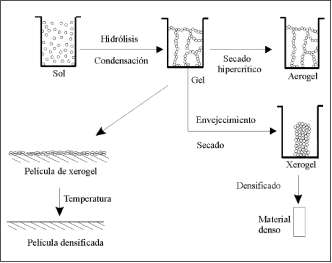 Hidrólisis
Condensación
Sol
Gel
Secado
hipercrítico
Aerogel
Envejecimiento
Secado
Xerogel
Película de xerogel
Temperatura
Película densificada
Densificado
Material
denso